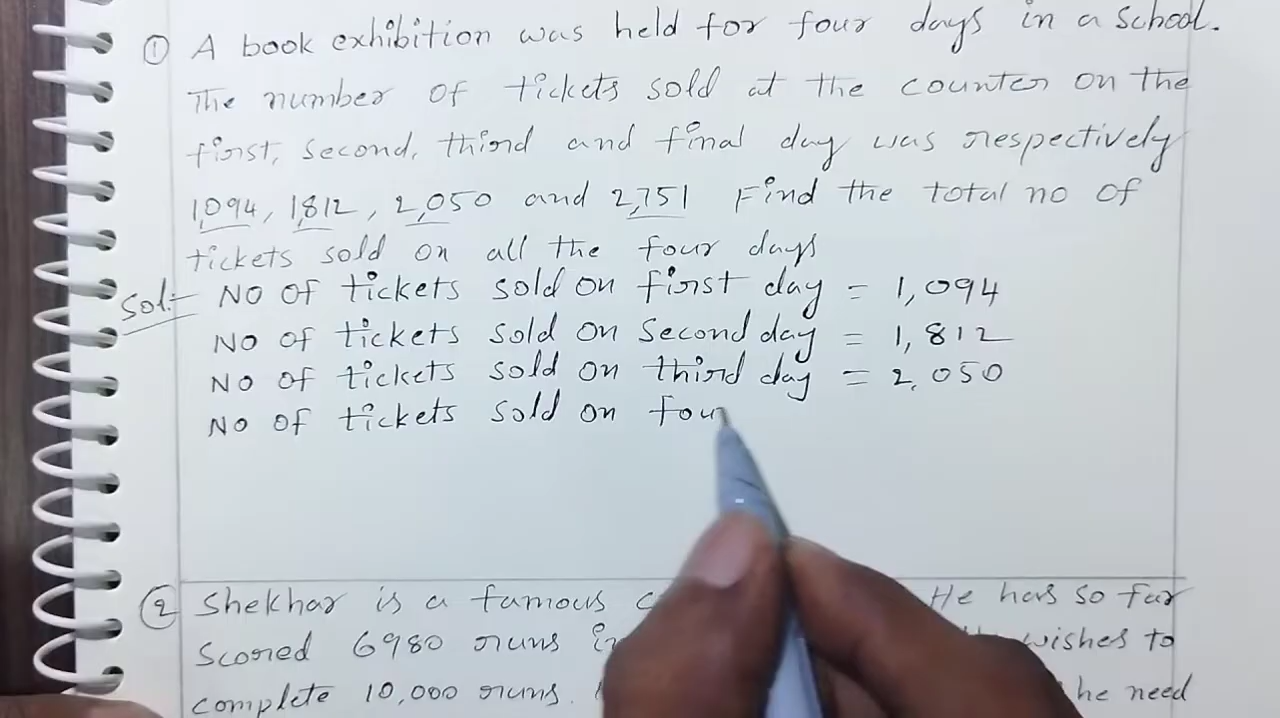 ① A book exhibition was held for four days in a school.
The number of tickets sold at the counter on the
first, second, third and final day was respectively
1,094, 1,812, 2,050 and 2,751 Find the total no of
tickets sold on all the four days
Sol:- No of tickets sold on first day = 1,094
No of tickets sold on second day = 1,812
No of tickets sold on third day = 2,050
No of tickets sold on fou
② Shekhar is a famous He has so far
scored 6980 runs in wishes to
complete 10,000 runs. he need